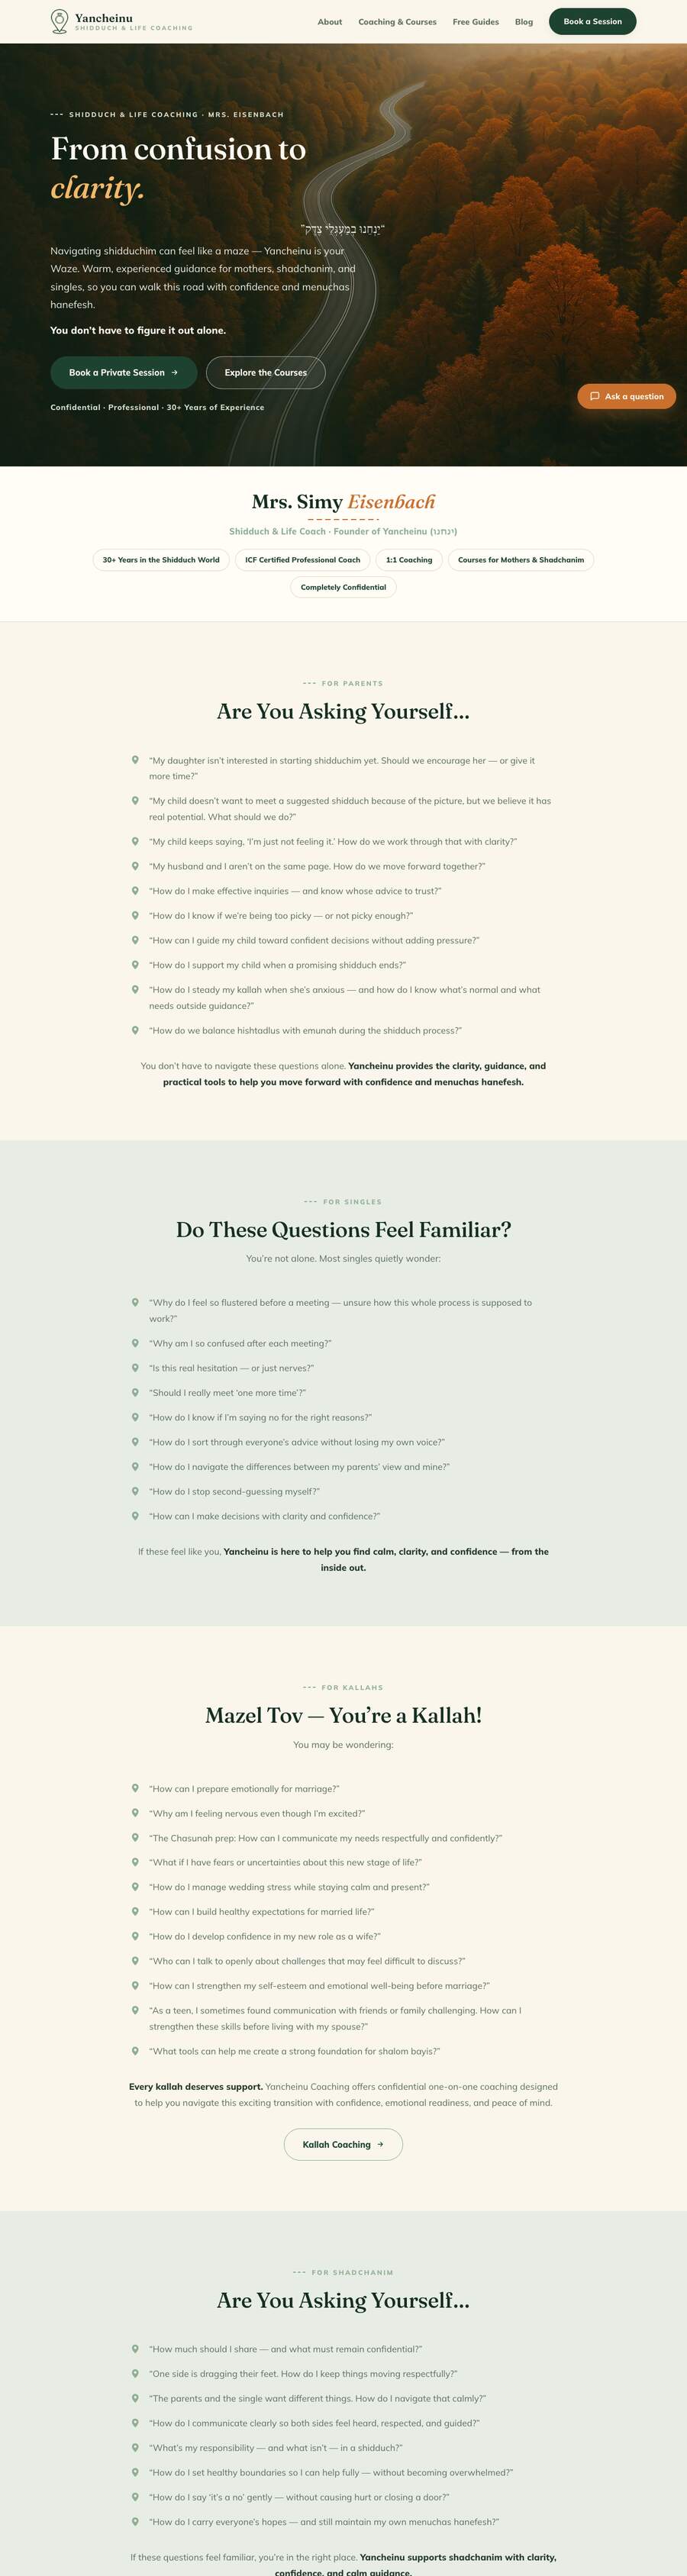 Yancheinu
SHIDDUCH & LIFE COACHING
About
Coaching & Courses
Free Guides
Blog
Book a Session
SHIDDUCH & LIFE COACHING · MRS. EISENBACH
From confusion to
clarity.
"יַנְחֵנוּ בְּמַעְגְּלֵי צֶדֶק"
Navigating shidduchim can feel like a maze — Yancheinu is your
Waze. Warm, experienced guidance for mothers, shadchanim, and
singles, so you can walk this road with confidence and menuchas
hanefesh.
You don’t have to figure it out alone.
Book a Private Session →
Explore the Courses
Ask a question
Confidential · Professional · 30+ Years of Experience
Mrs. Simy Eisenbach
Shidduch & Life Coach · Founder of Yancheinu (ינחנו)
30+ Years in the Shidduch World
ICF Certified Professional Coach
1:1 Coaching
Courses for Mothers & Shadchanim
Completely Confidential
FOR PARENTS
Are You Asking Yourself…
“My daughter isn’t interested in starting shidduchim yet. Should we encourage her — or give it
more time?”
“My child doesn’t want to meet a suggested shidduch because of the picture, but we believe it has
real potential. What should we do?”
“My child keeps saying, ‘I’m just not feeling it.’ How do we work through that with clarity?”
“My husband and I aren’t on the same page. How do we move forward together?”
“How do I make effective inquiries — and know whose advice to trust?”
“How do I know if we’re being too picky — or not picky enough?”
“How can I guide my child toward confident decisions without adding pressure?”
“How do I support my child when a promising shidduch ends?”
“How do I steady my kallah when she’s anxious — and how do I know what’s normal and what
needs outside guidance?”
“How do we balance hishtadlus with emunah during the shidduch process?”
You don’t have to navigate these questions alone. Yancheinu provides the clarity, guidance, and
practical tools to help you move forward with confidence and menuchas hanefesh.
FOR SINGLES
Do These Questions Feel Familiar?
You’re not alone. Most singles quietly wonder:
“Why do I feel so flustered before a meeting — unsure how this whole process is supposed to
work?”
“Why am I so confused after each meeting?”
“Is this real hesitation — or just nerves?”
“Should I really meet ‘one more time’?”
“How do I know if I’m saying no for the right reasons?”
“How do I sort through everyone’s advice without losing my own voice?”
“How do I navigate the differences between my parents’ view and mine?”
“How do I stop second-guessing myself?”
“How can I make decisions with clarity and confidence?”
If these feel like you, Yancheinu is here to help you find calm, clarity, and confidence — from the
inside out.
FOR KALLAHS
Mazel Tov — You’re a Kallah!
You may be wondering:
“How can I prepare emotionally for marriage?”
“Why am I feeling nervous even though I’m excited?”
“The Chasunah prep: How can I communicate my needs respectfully and confidently?”
“What if I have fears or uncertainties about this new stage of life?”
“How do I manage wedding stress while staying calm and present?”
“How can I build healthy expectations for married life?”
“How do I develop confidence in my new role as a wife?”
“Who can I talk to openly about challenges that may feel difficult to discuss?”
“How can I strengthen my self-esteem and emotional well-being before marriage?”
“As a teen, I sometimes found communication with friends or family challenging. How can I
strengthen these skills before living with my spouse?”
“What tools can help me create a strong foundation for shalom bayis?”
Every kallah deserves support. Yancheinu Coaching offers confidential one-on-one coaching designed
to help you navigate this exciting transition with confidence, emotional readiness, and peace of mind.
Kallah Coaching →
FOR SHADCHANIM
Are You Asking Yourself…
“How much should I share — and what must remain confidential?”
“One side is dragging their feet. How do I keep things moving respectfully?”
“The parents and the single want different things. How do I navigate that calmly?”
“How do I communicate clearly so both sides feel heard, respected, and guided?”
“What’s my responsibility — and what isn’t — in a shidduch?”
“How do I set healthy boundaries so I can help fully — without becoming overwhelmed?”
“How do I say ‘it’s a no’ gently — without causing hurt or closing a door?”
“How do I carry everyone’s hopes — and still maintain my own menuchas hanefesh?”
If these questions feel familiar, you’re in the right place. Yancheinu supports shadchanim with clarity,
confidence, and calm guidance.